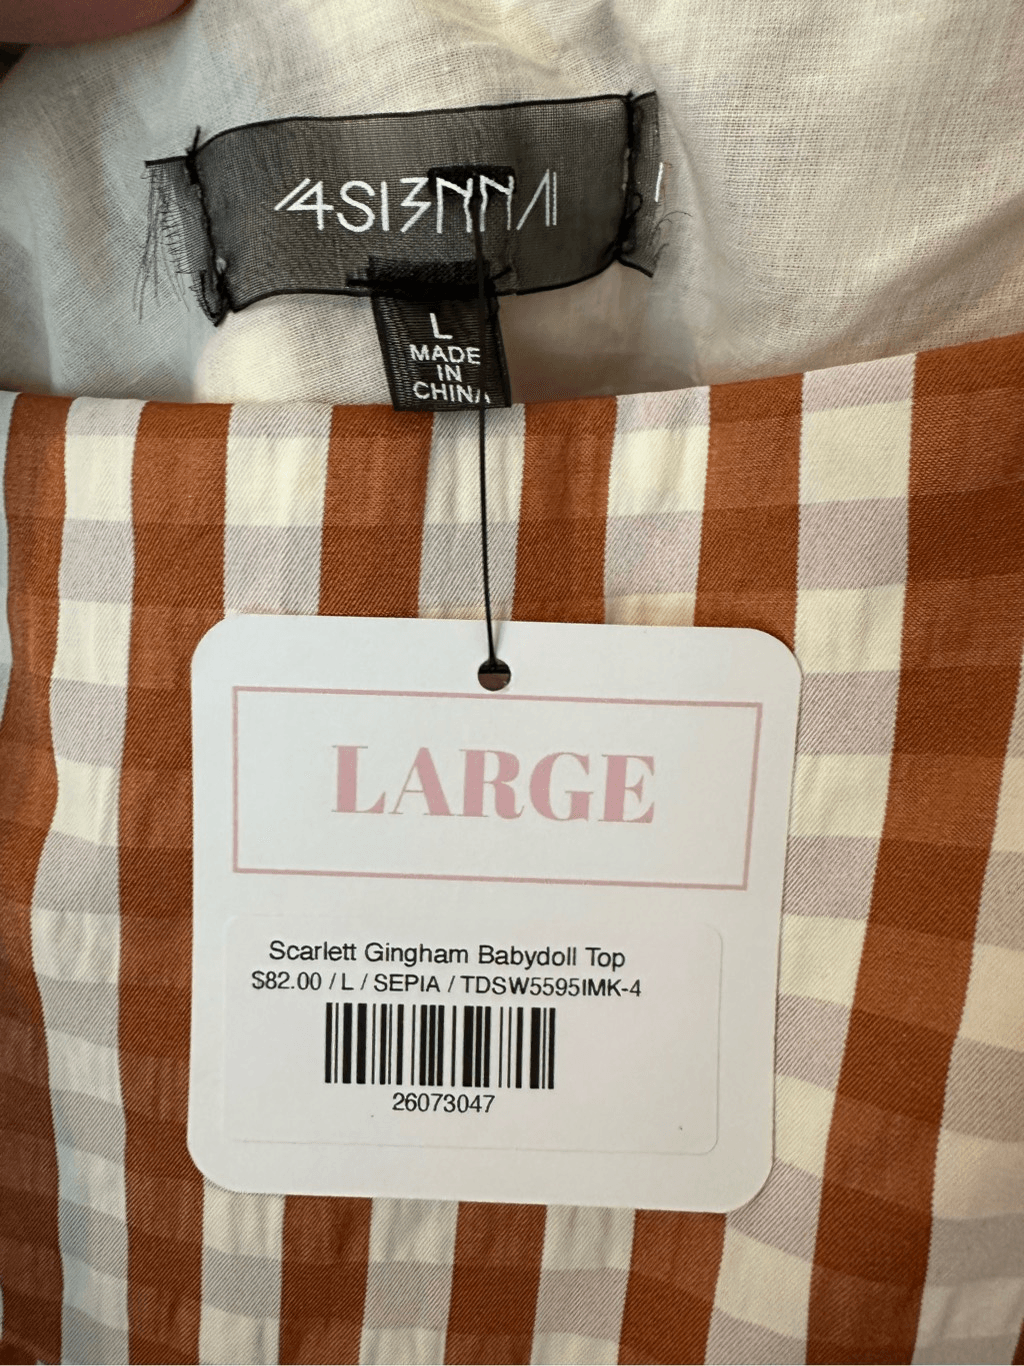 4SI3NNA
L
MADE
IN
CHINA
LARGE
Scarlett Gingham Babydoll Top
$82.00 / L / SEPIA / TDSW5595IMK-4
26073047